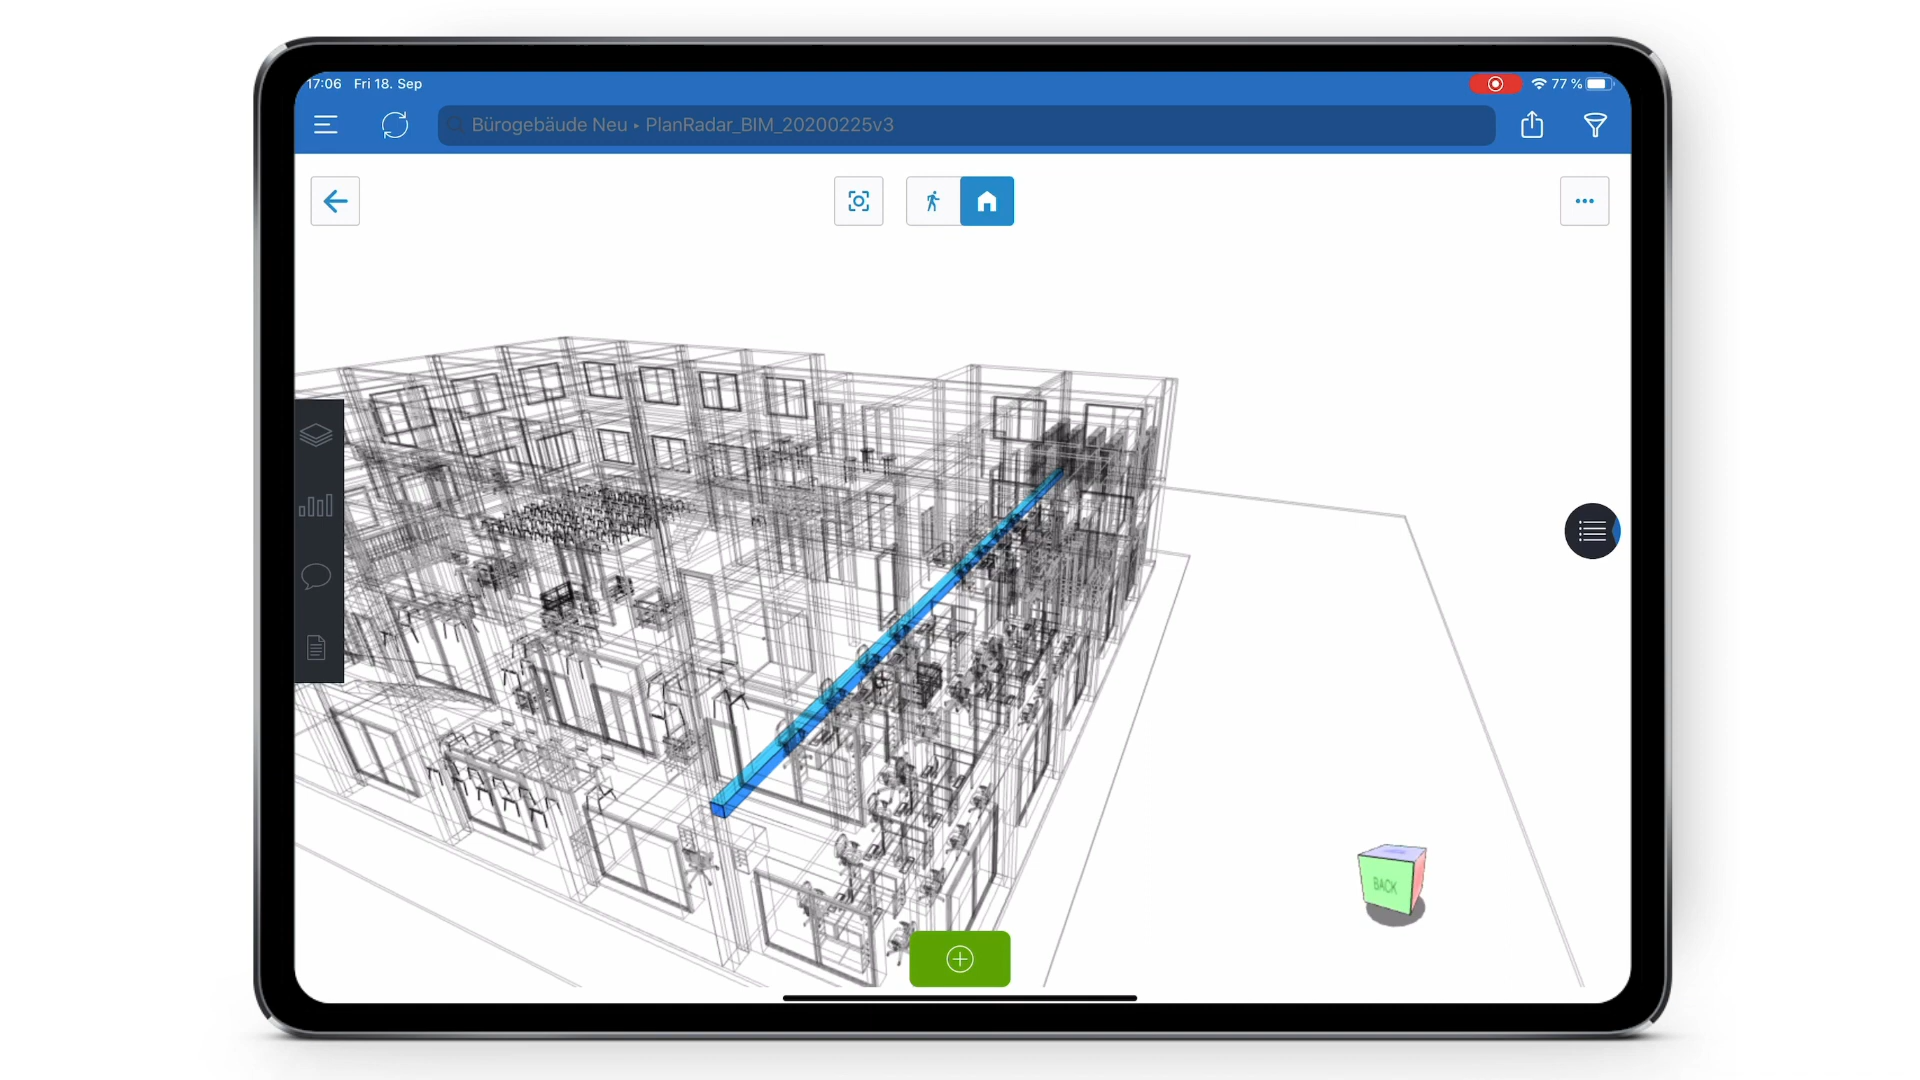 17:06 Fri 18. Sep
77 %
Bürogebäude Neu ▸ PlanRadar_BIM_20200225v3
BACK